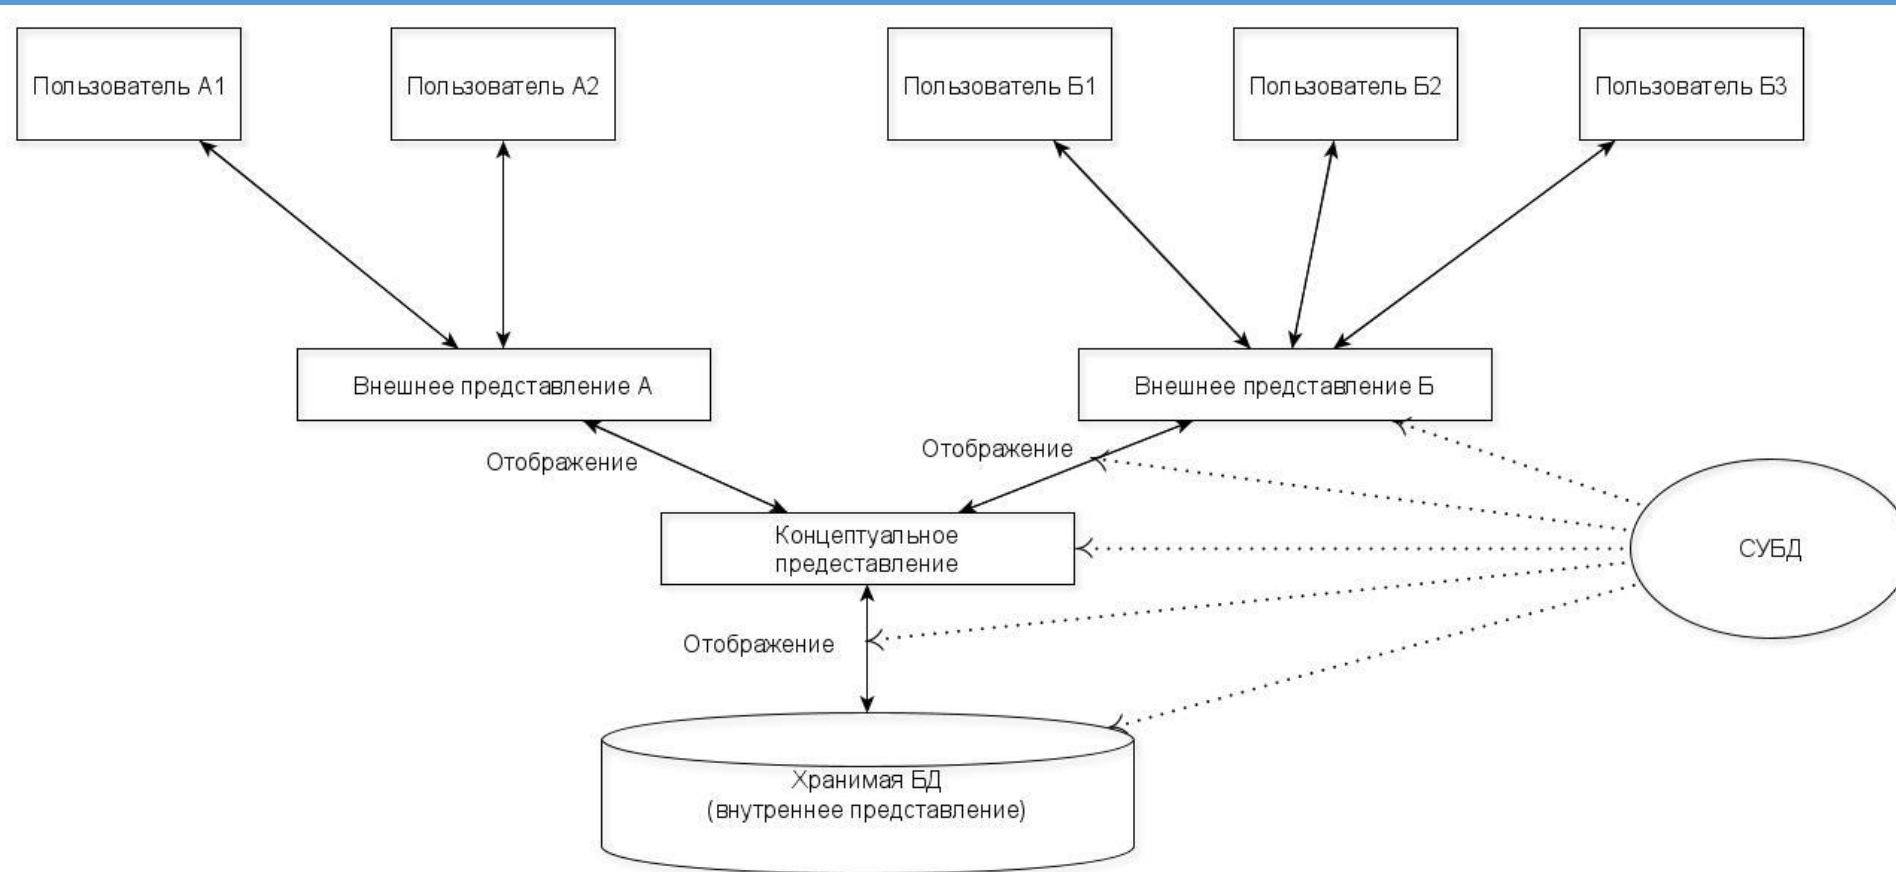 Пользователь А1
Пользователь А2
Пользователь Б1
Пользователь Б2
Пользователь Б3
Внешнее представление А
Внешнее представление Б
Отображение
Отображение
Концептуальное
предеставление
СУБД
Отображение
Хранимая БД
(внутреннее представление)